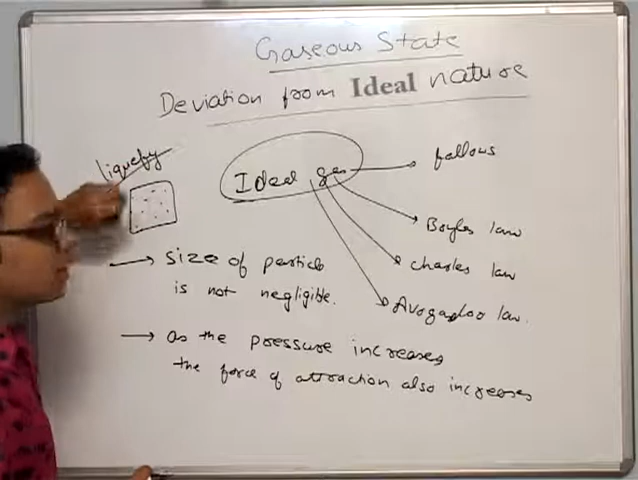 Gaseous State
Deviation from Ideal nature
liquefy
Ideal gas
follows
Boyles law
Charles law
Avogadro law.
Size of particle
is not negligible.
as the pressure increases,
the force of attraction also increases